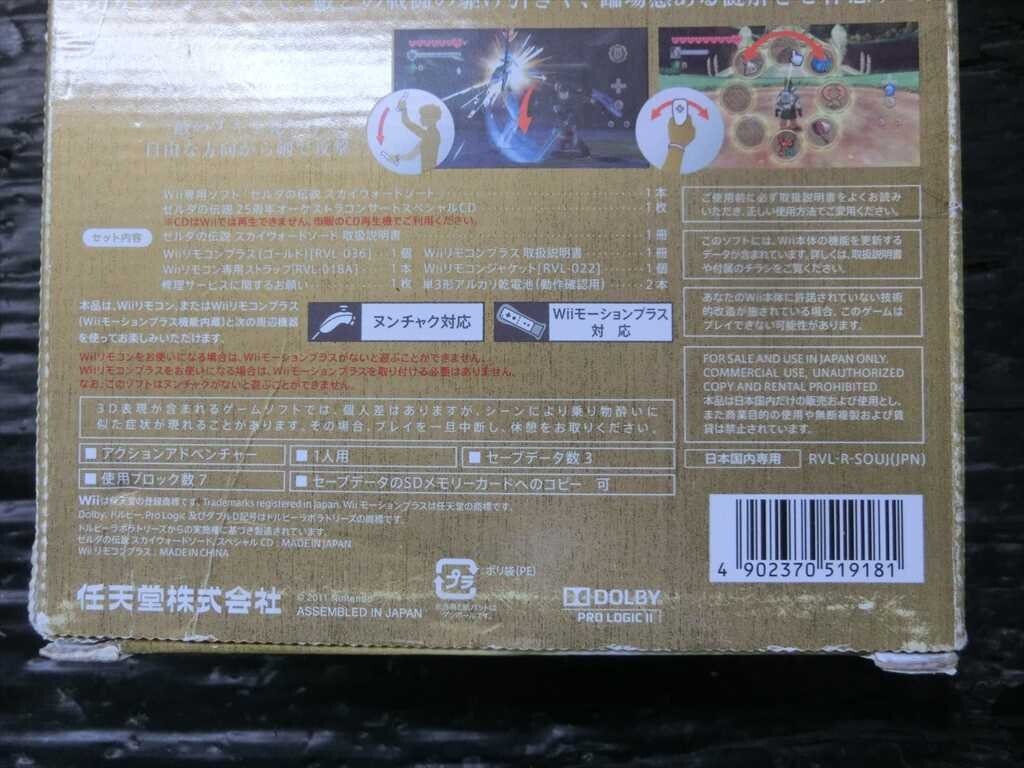 自由な方向から剣で攻撃
Wii専用ソフト「ゼルダの伝説 スカイウォードソード」 1本
ゼルダの伝説 25周年オーケストラコンサートスペシャルCD 1枚
※CDはWiiでは再生できません。市販のCD再生機でご利用ください。
セット内容
ゼルダの伝説 スカイウォードソード 取扱説明書 1冊
Wiiリモコンプラス(ゴールド)[RVL-036] 1個 Wiiリモコンプラス 取扱説明書 1冊
Wiiリモコン専用ストラップ[RVL-018A] 1本 Wiiリモコンジャケット[RVL-022] 1個
修理サービスに関するお願い 1枚 単3形アルカリ乾電池(動作確認用) 2本
本品は、Wiiリモコン、またはWiiリモコンプラス
(Wiiモーションプラス機能内蔵)と次の周辺機器
を使ってお楽しみいただけます。
ヌンチャク対応
Wiiモーションプラス
対 応
Wiiリモコンをお使いになる場合は、Wiiモーションプラスがないと遊ぶことができません。
Wiiリモコンプラスをお使いになる場合は、Wiiモーションプラスを取り付ける必要はありません。
なお、このソフトはヌンチャクがないと遊ぶことができません。
3D表現が含まれるゲームソフトでは、個人差はありますが、シーンにより乗り物酔いに
似た症状が現れることがあります。その場合、プレイを一旦中断し、休憩をお取りください。
■ アクションアドベンチャー
■ 1人用
■ セーブデータ数 3
■ 使用ブロック数 7
■ セーブデータのSDメモリーカードへのコピー 可
Wiiは任天堂の登録商標です。Trademarks registered in Japan. Wiiモーションプラスは任天堂の商標です。
Dolby、ドルビー、Pro Logic、及びダブルD記号はドルビーラボラトリーズの商標です。
ドルビーラボラトリーズからの実施権に基づき製造されています。
ゼルダの伝説 スカイウォードソード、スペシャル CD : MADE IN JAPAN
Wii リモコンプラス : MADE IN CHINA
任天堂株式会社
© 2011 Nintendo
ASSEMBLED IN JAPAN
プラ
:ポリ袋(PE)
DOLBY
PRO LOGIC II
ご使用前に必ず取扱説明書をよくお読み
いただき、正しい使用方法でご愛用ください。
このソフトには、Wii本体の機能を更新する
データが含まれています。詳しくは、取扱説明書
や付属のチラシをご覧ください。
あなたのWii本体に許諾されていない技術
的改造が施されている場合、このゲームは
プレイできない可能性があります。
FOR SALE AND USE IN JAPAN ONLY.
COMMERCIAL USE, UNAUTHORIZED
COPY AND RENTAL PROHIBITED.
本品は日本国内だけの販売および使用とし、
また商業目的の使用や無断複製および賃
貸は禁止されています。
日本国内専用 RVL-R-SOUJ(JPN)
4 902370 519181